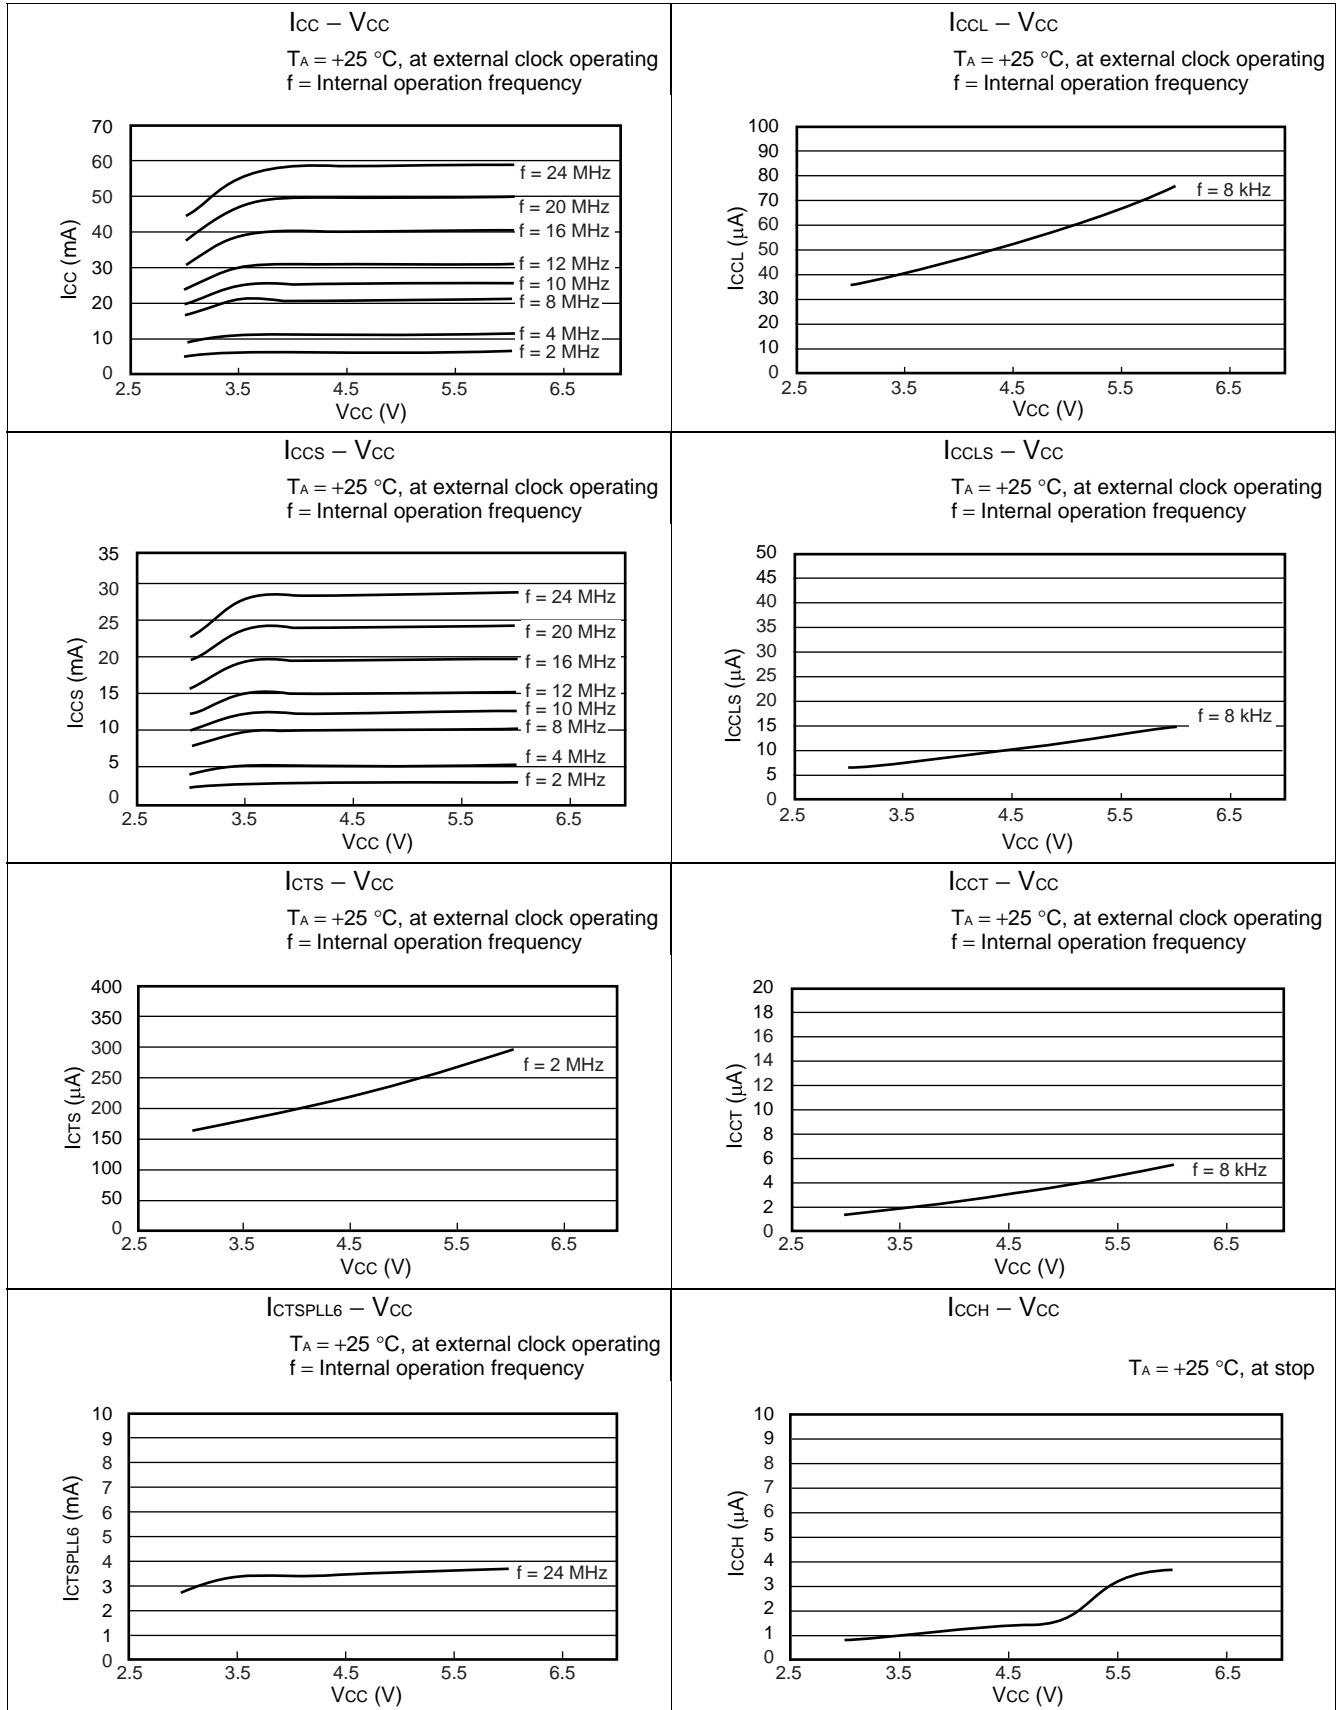 ICC – VCC
TA = +25 °C, at external clock operating
f = Internal operation frequency
70
60
50
40
30
20
10
0
ICC (mA)
f = 24 MHz
f = 20 MHz
f = 16 MHz
f = 12 MHz
f = 10 MHz
f = 8 MHz
f = 4 MHz
f = 2 MHz
2.5 3.5 4.5 5.5 6.5
VCC (V)
ICCL – VCC
TA = +25 °C, at external clock operating
f = Internal operation frequency
100
90
80
70
60
50
40
30
20
10
0
ICCL (µA)
f = 8 kHz
2.5 3.5 4.5 5.5 6.5
VCC (V)
ICCS – VCC
TA = +25 °C, at external clock operating
f = Internal operation frequency
35
30
25
20
15
10
5
0
ICCS (mA)
f = 24 MHz
f = 20 MHz
f = 16 MHz
f = 12 MHz
f = 10 MHz
f = 8 MHz
f = 4 MHz
f = 2 MHz
2.5 3.5 4.5 5.5 6.5
VCC (V)
ICCLS – VCC
TA = +25 °C, at external clock operating
f = Internal operation frequency
50
45
40
35
30
25
20
15
10
5
0
ICCLS (µA)
f = 8 kHz
2.5 3.5 4.5 5.5 6.5
VCC (V)
ICTS – VCC
TA = +25 °C, at external clock operating
f = Internal operation frequency
400
350
300
250
200
150
100
50
0
ICTS (µA)
f = 2 MHz
2.5 3.5 4.5 5.5 6.5
VCC (V)
ICCT – VCC
TA = +25 °C, at external clock operating
f = Internal operation frequency
20
18
16
14
12
10
8
6
4
2
0
ICCT (µA)
f = 8 kHz
2.5 3.5 4.5 5.5 6.5
VCC (V)
ICTSPLL6 – VCC
TA = +25 °C, at external clock operating
f = Internal operation frequency
10
9
8
7
6
5
4
3
2
1
0
ICTSPLL6 (mA)
f = 24 MHz
2.5 3.5 4.5 5.5 6.5
VCC (V)
ICCH – VCC
TA = +25 °C, at stop
10
9
8
7
6
5
4
3
2
1
0
ICCH (µA)
2.5 3.5 4.5 5.5 6.5
VCC (V)